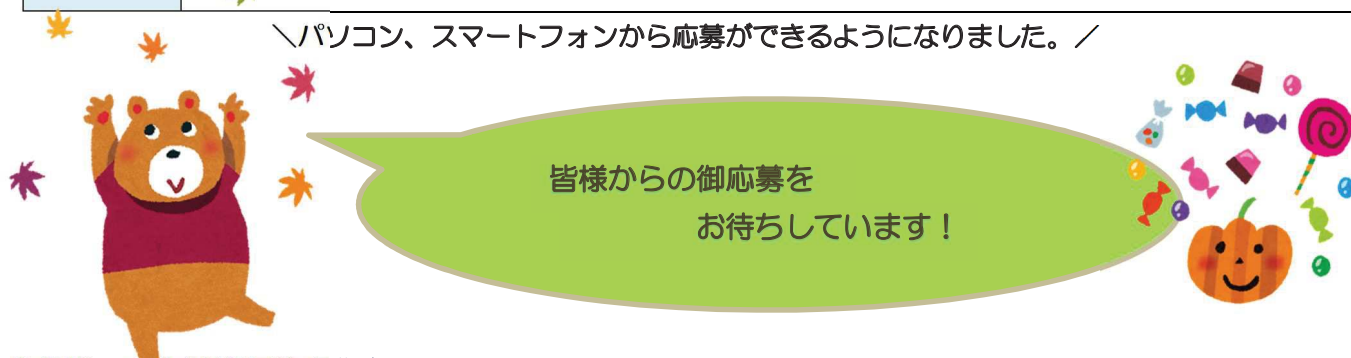 ＼パソコン、スマートフォンから応募ができるようになりました。／
皆様からの御応募を
お待ちしています！